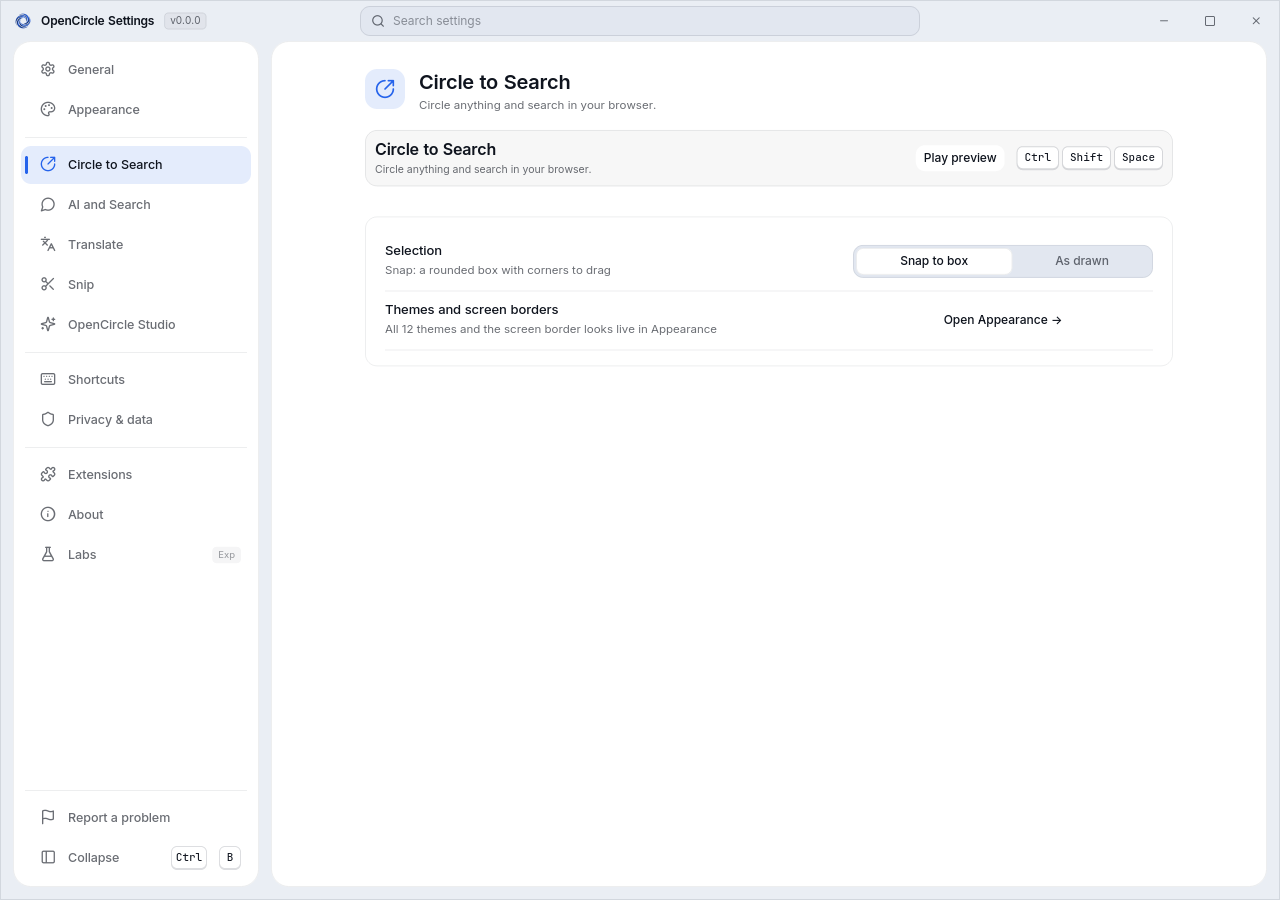 OpenCircle Settings v0.0.0
Search settings
General
Appearance
Circle to Search
AI and Search
Translate
Snip
OpenCircle Studio
Shortcuts
Privacy & data
Extensions
About
Labs Exp
Report a problem
Collapse Ctrl B
Circle to Search
Circle anything and search in your browser.
Circle to Search
Circle anything and search in your browser.
Play preview Ctrl Shift Space
Selection
Snap: a rounded box with corners to drag
Snap to box As drawn
Themes and screen borders
All 12 themes and the screen border looks live in Appearance
Open Appearance →